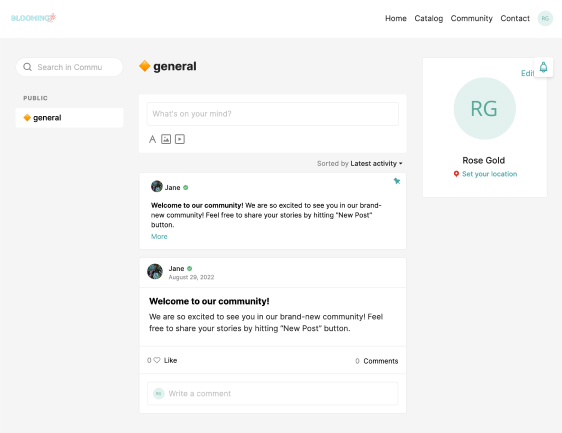 BLOOMING
Home Catalog Community Contact RG
Search in Commu
PUBLIC
general
general
What's on your mind?
A
Sorted by Latest activity
Jane
Welcome to our community! We are so excited to see you in our brand-
new community! Feel free to share your stories by hitting "New Post"
button.
More
Jane
August 29, 2022
Welcome to our community!
We are so excited to see you in our brand-new community! Feel
free to share your stories by hitting "New Post" button.
0 Like
0 Comments
RG Write a comment
Edit
RG
Rose Gold
Set your location